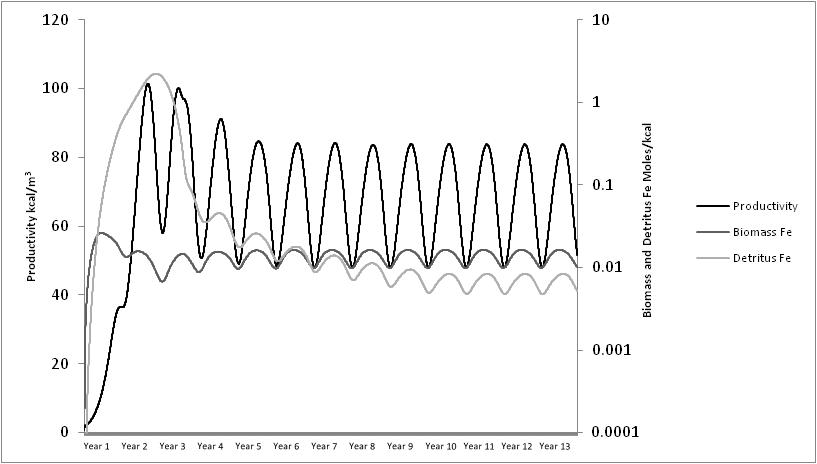 120
100
80
60
40
20
0
Productivity kcal/m³
10
1
0.1
0.01
0.001
0.0001
Biomass and Detritus Fe Moles/kcal
Year 1 Year 2 Year 3 Year 4 Year 5 Year 6 Year 7 Year 8 Year 9 Year 10 Year 11 Year 12 Year 13
Productivity
Biomass Fe
Detritus Fe